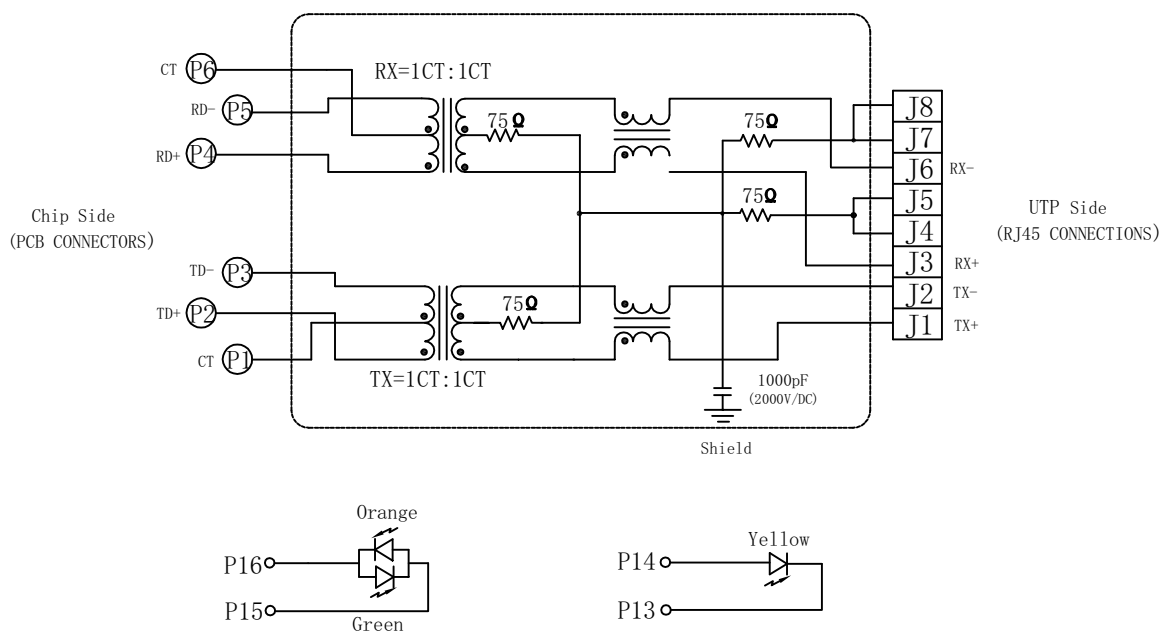 CT P6
RX=1CT:1CT
RD- P5
RD+ P4
75Ω
75Ω
75Ω
J8
J7
J6 RX-
J5
J4
J3 RX+
J2 TX-
J1 TX+
Chip Side
(PCB CONNECTORS)
UTP Side
(RJ45 CONNECTIONS)
TD- P3
TD+ P2
CT P1
75Ω
TX=1CT:1CT
1000pF
(2000V/DC)
Shield
Orange
P16
P15
Green
Yellow
P14
P13